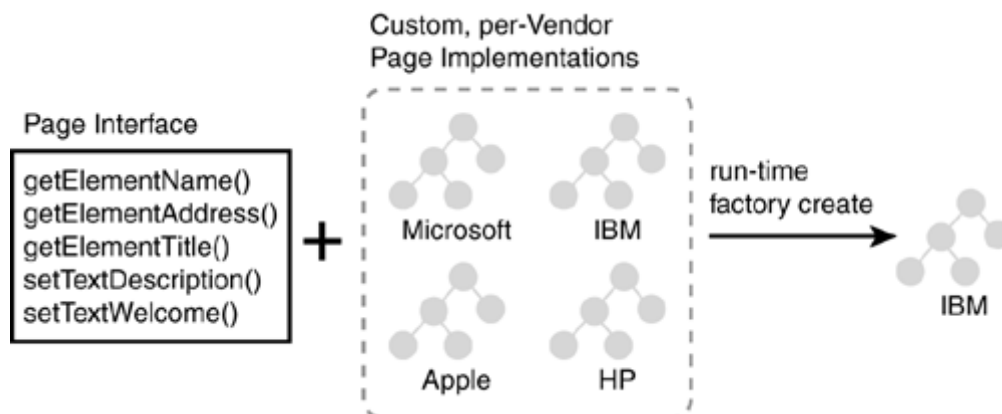 Custom, per-Vendor
Page Implementations
Page Interface
getElementName()
getElementAddress()
getElementTitle()
setTextDescription()
setTextWelcome()
+
Microsoft
IBM
Apple
HP
run-time
factory create
IBM